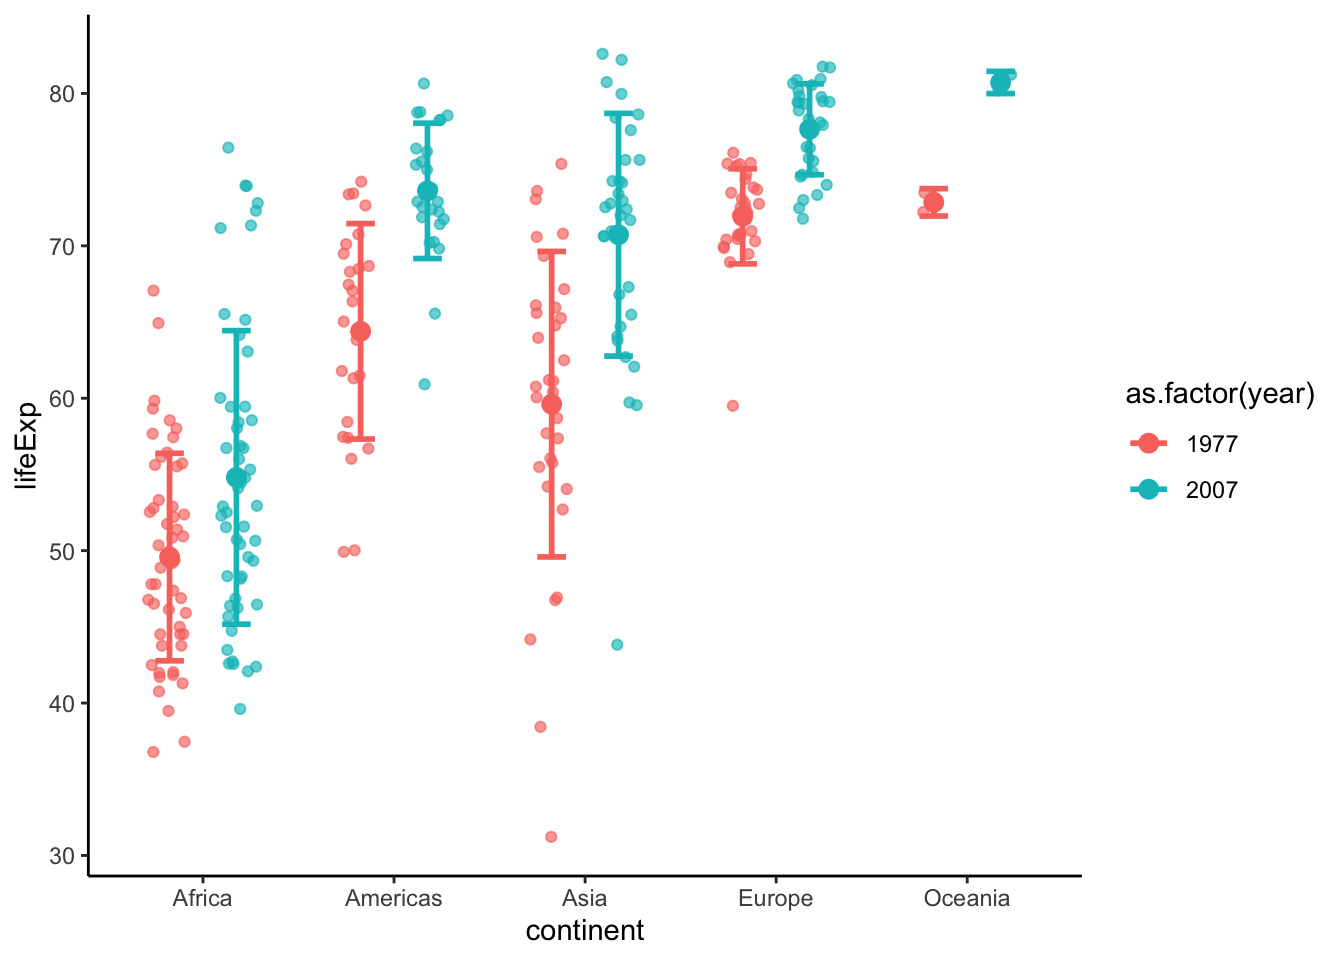 80
70
60
50
40
30
lifeExp
Africa
Americas
Asia
Europe
Oceania
continent
as.factor(year)
1977
2007